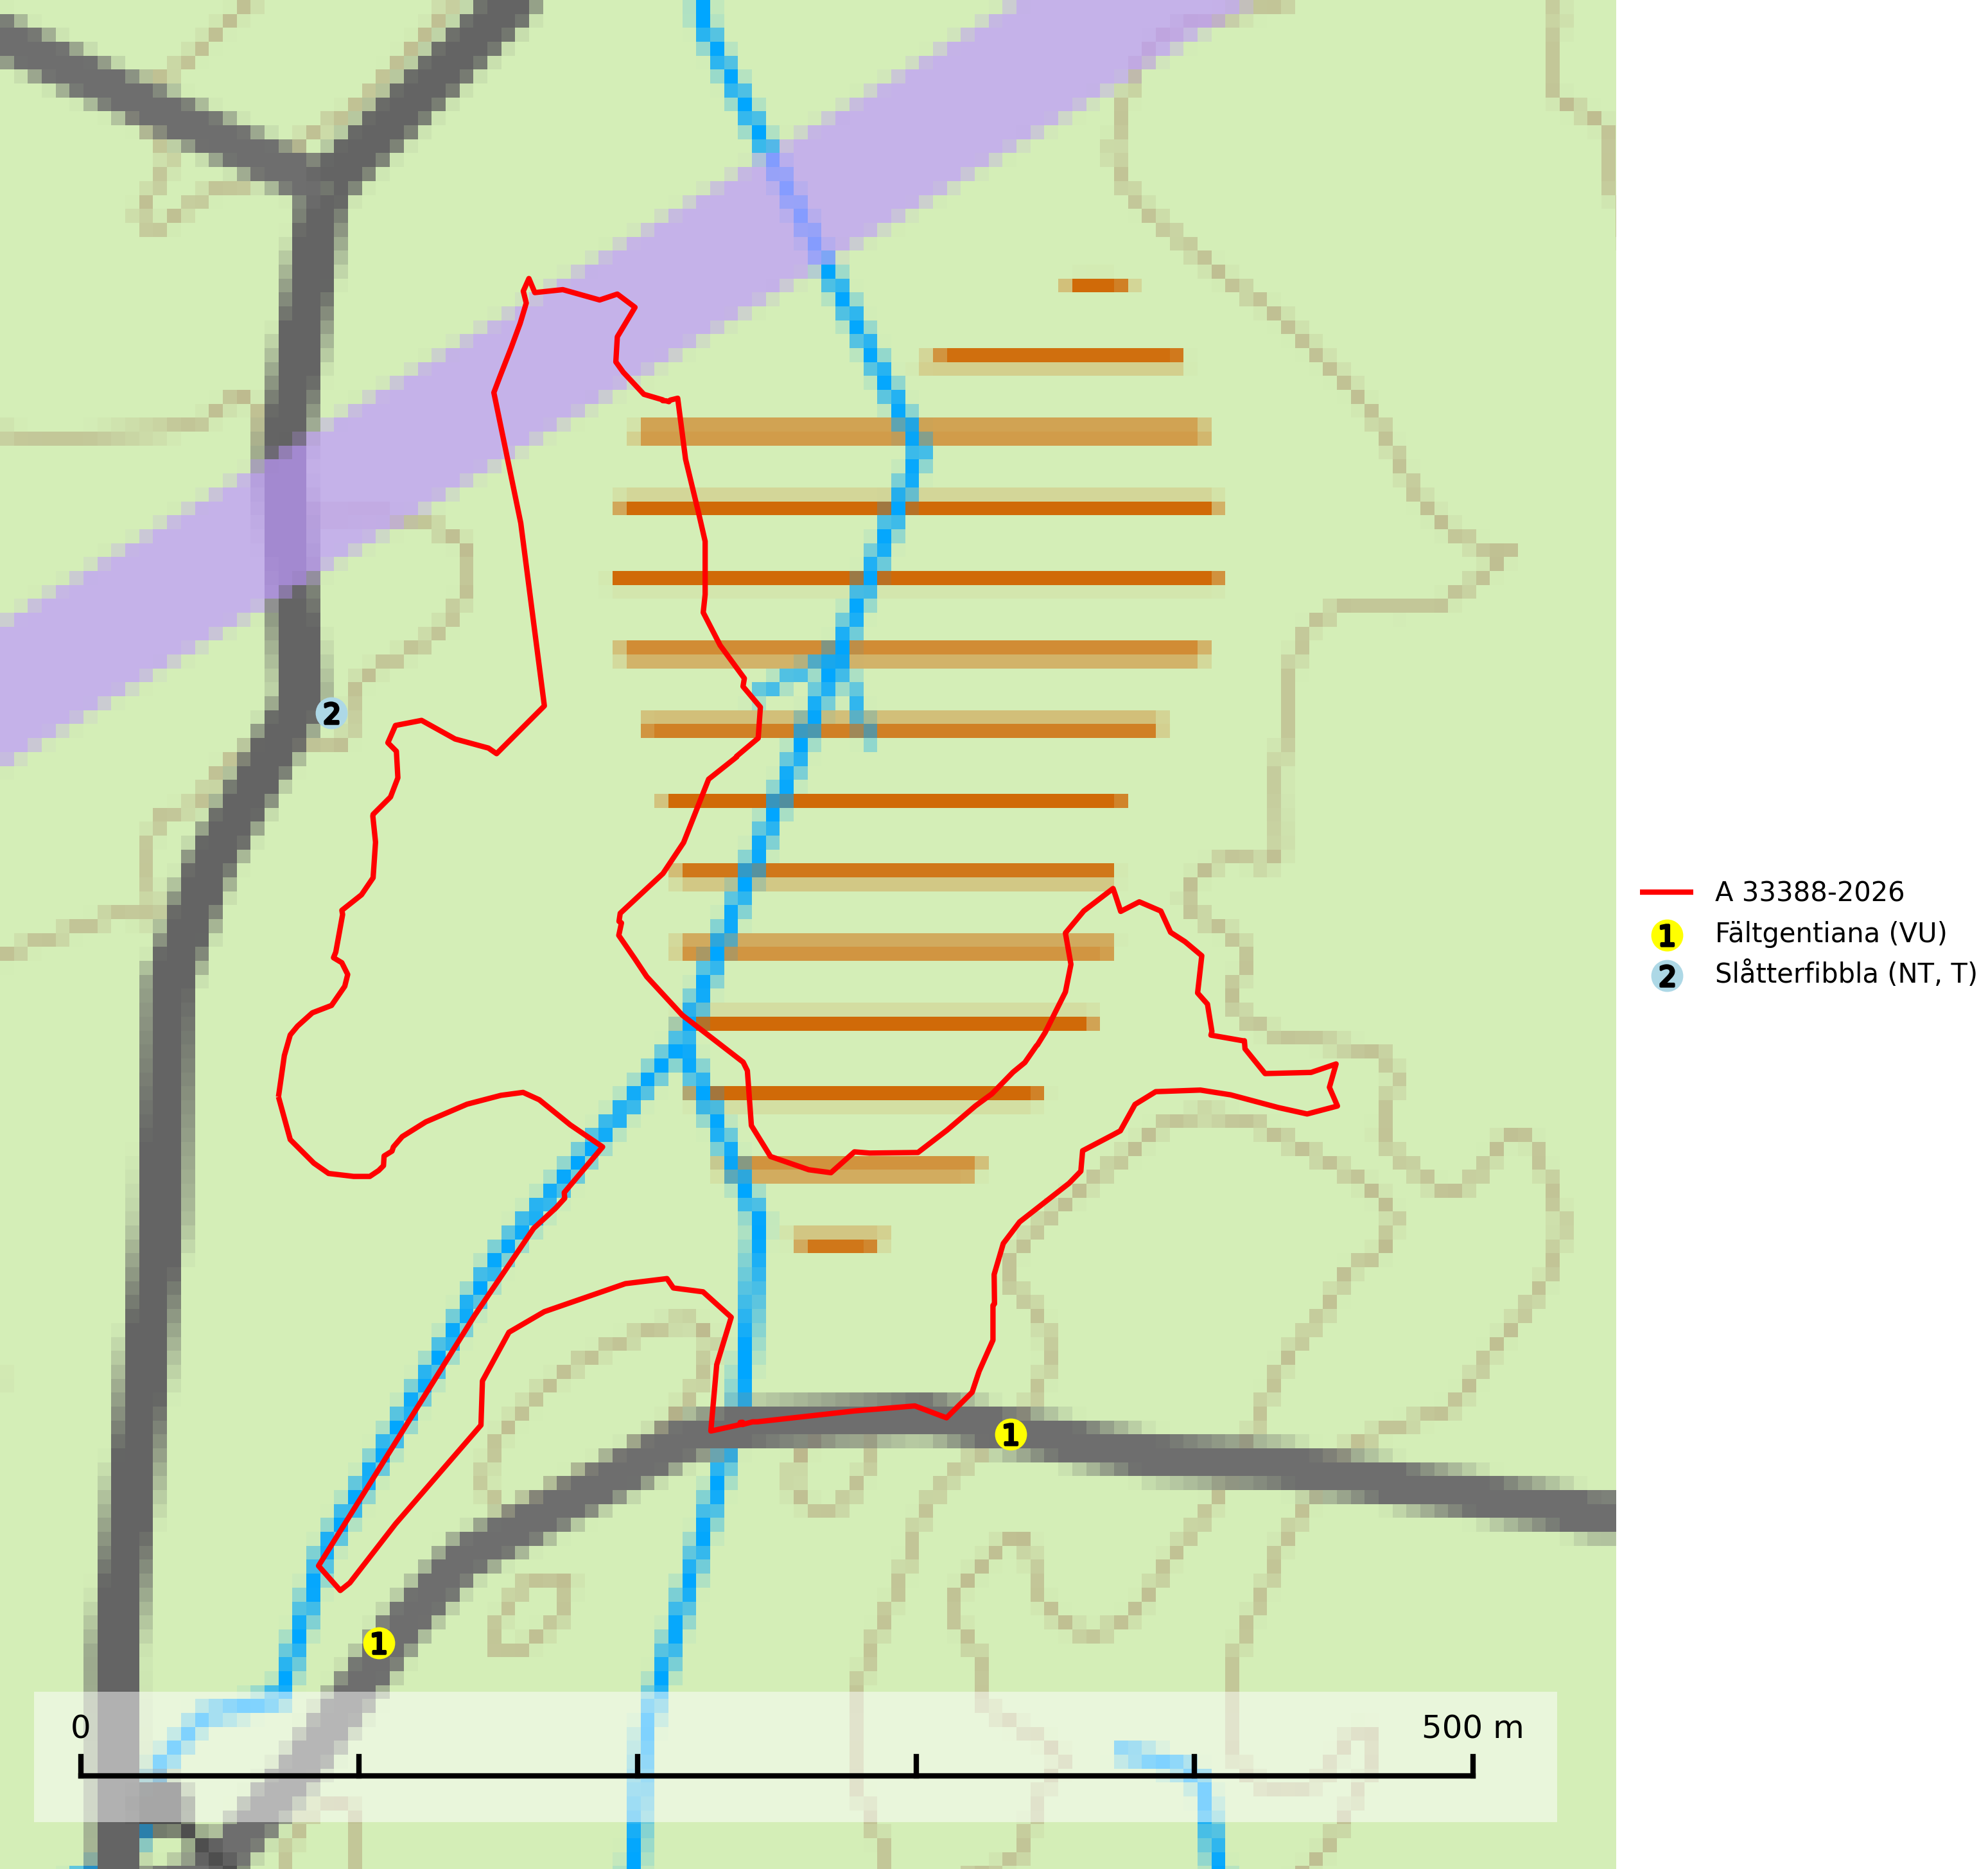 2
A 33388-2026
1 Fältgentiana (VU)
2 Slåtterfibbla (NT, T)
1
1
0 500 m